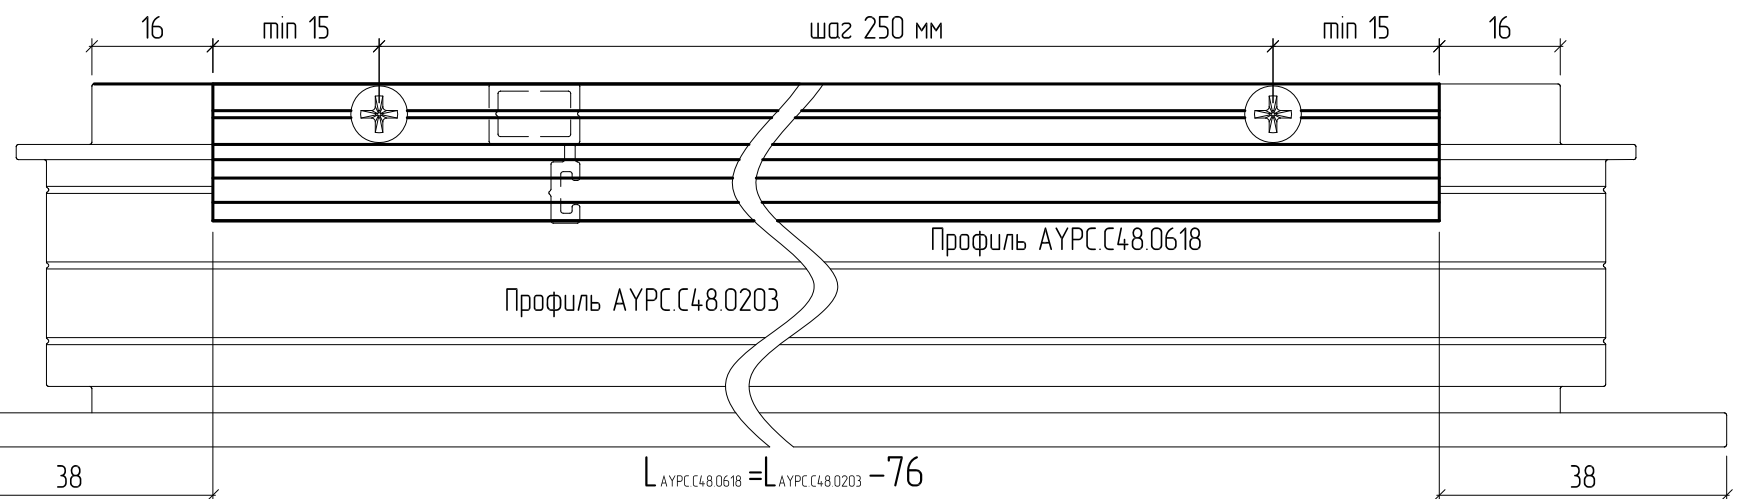 16 min 15 шаг 250 мм min 15 16
Профиль AYPC.C48.0618
Профиль AYPC.C48.0203
38 L AYPC.C48.0618 =L AYPC.C48.0203 -76 38